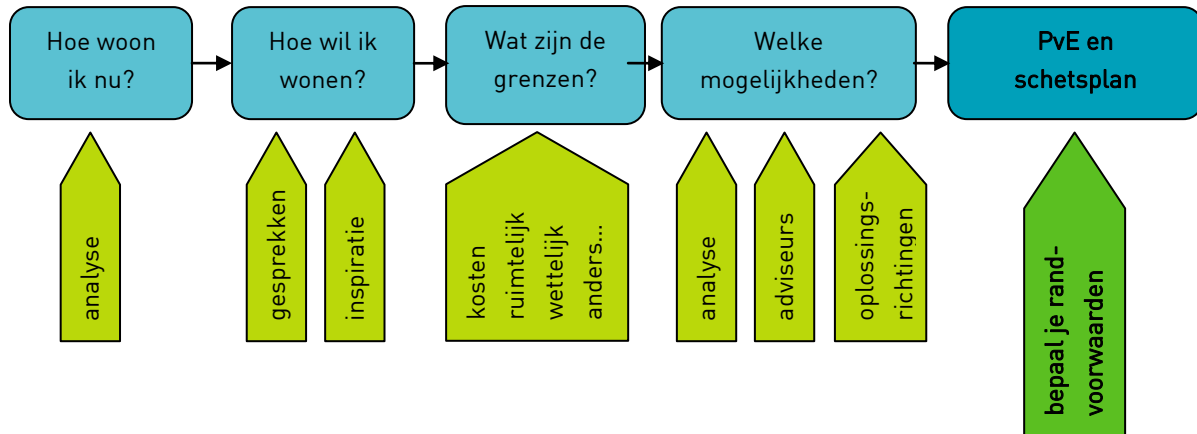 Hoe woon
ik nu?
Hoe wil ik
wonen?
Wat zijn de
grenzen?
Welke
mogelijkheden?
PvE en
schetsplan
analyse
gesprekken
inspiratie
kosten
ruimtelijk
wettelijk
anders...
analyse
adviseurs
oplossings-
richtingen
bepaal je rand-
voorwaarden